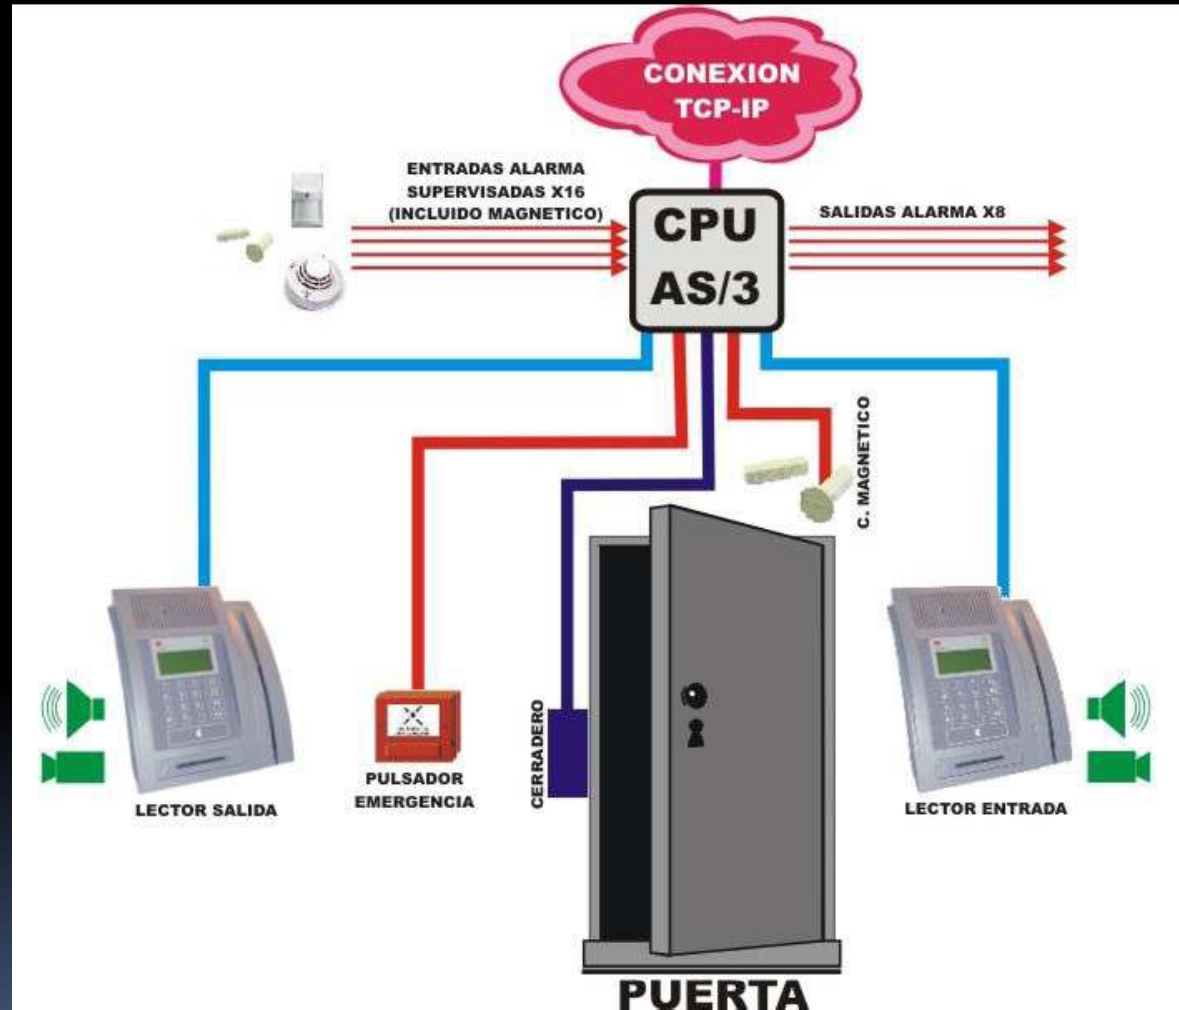 CONEXION
TCP-IP
ENTRADAS ALARMA
SUPERVISADAS X16
(INCLUIDO MAGNETICO)
CPU
AS/3
SALIDAS ALARMA X8
C. MAGNETICO
CERRADERO
PULSADOR
EMERGENCIA
LECTOR SALIDA
LECTOR ENTRADA
PUERTA